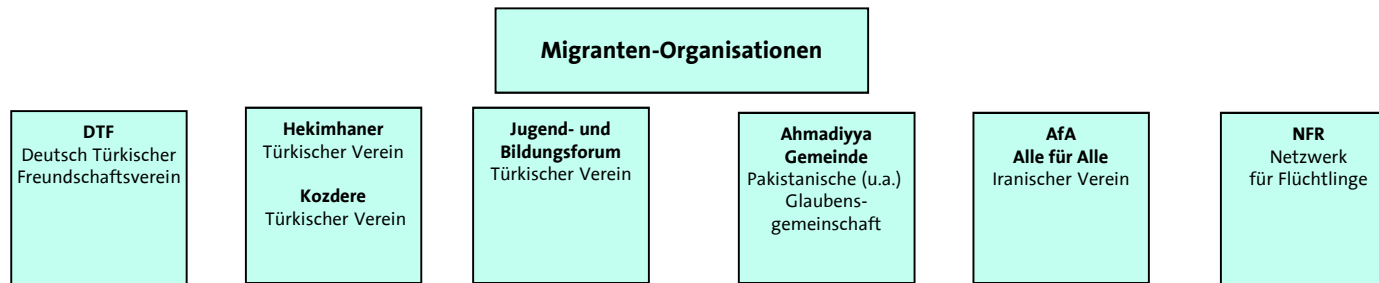 Migranten-Organisationen
DTF
Deutsch Türkischer
Freundschaftsverein
Hekimhaner
Türkischer Verein
Kozdere
Türkischer Verein
Jugend- und
Bildungsforum
Türkischer Verein
Ahmadiyya
Gemeinde
Pakistanische (u.a.)
Glaubens-
gemeinschaft
AfA
Alle für Alle
Iranischer Verein
NFR
Netzwerk
für Flüchtlinge